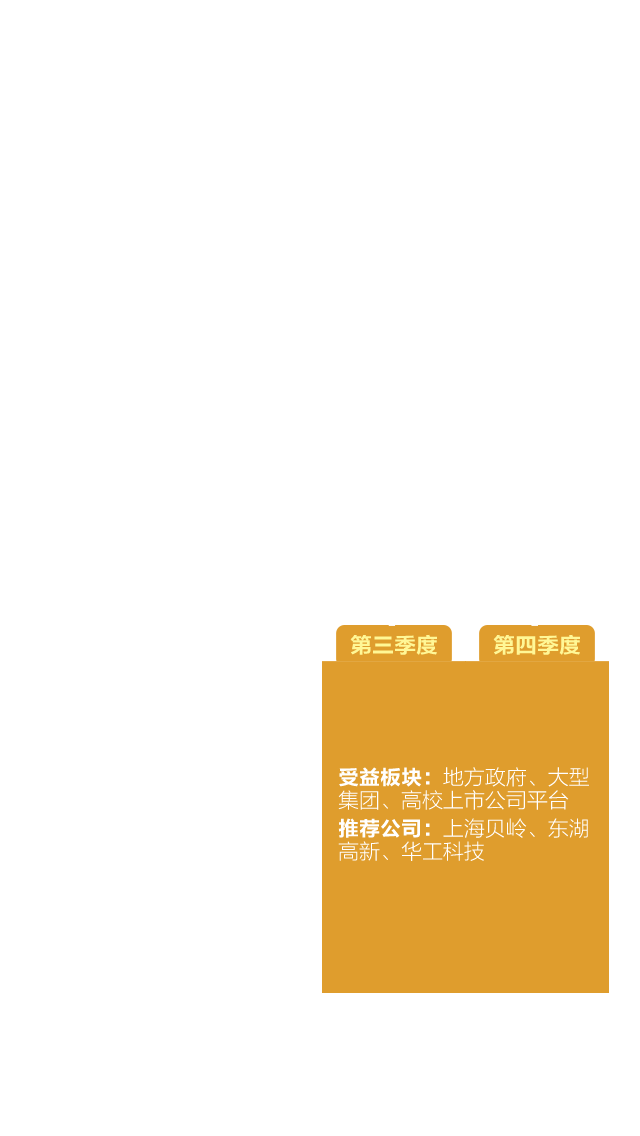 第三季度 第四季度
受益板块：地方政府、大型
集团、高校上市公司平台
推荐公司：上海贝岭、东湖
高新、华工科技